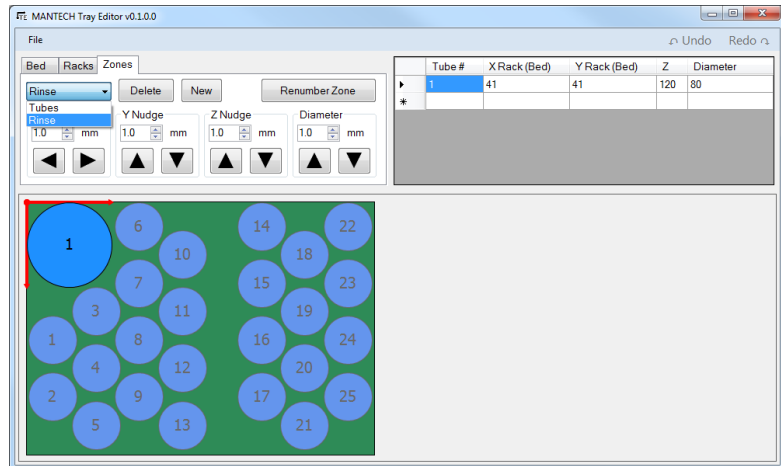 MANTECH Tray Editor v0.1.0.0
File
Undo Redo
Bed Racks Zones
Rinse Delete New Renumber Zone
Tubes
Rinse
Y Nudge Z Nudge Diameter
1.0 mm 1.0 mm 1.0 mm 1.0 mm
Tube # X Rack (Bed) Y Rack (Bed) Z Diameter
1 41 41 120 80
1
6
14
22
10
18
7
15
23
3
11
19
1
8
16
24
4
12
20
2
9
17
25
5
13
21